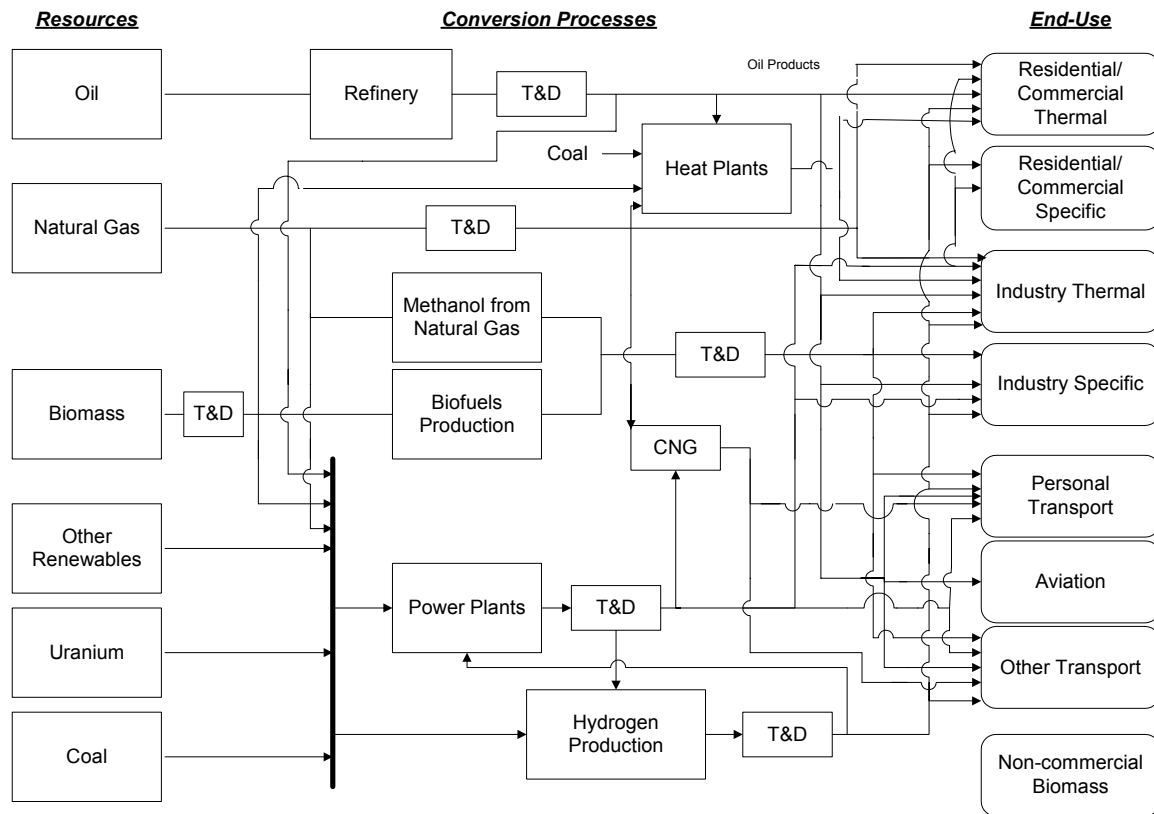 Resources
Conversion Processes
End-Use
Oil
Refinery
T&D
Oil Products
Residential/
Commercial
Thermal
Coal
Heat Plants
Residential/
Commercial
Specific
Natural Gas
T&D
Methanol from
Natural Gas
Industry Thermal
T&D
Industry Specific
Biomass
T&D
Biofuels
Production
CNG
Personal
Transport
Other
Renewables
Power Plants
T&D
Aviation
Uranium
Other Transport
Hydrogen
Production
T&D
Coal
Non-commercial
Biomass